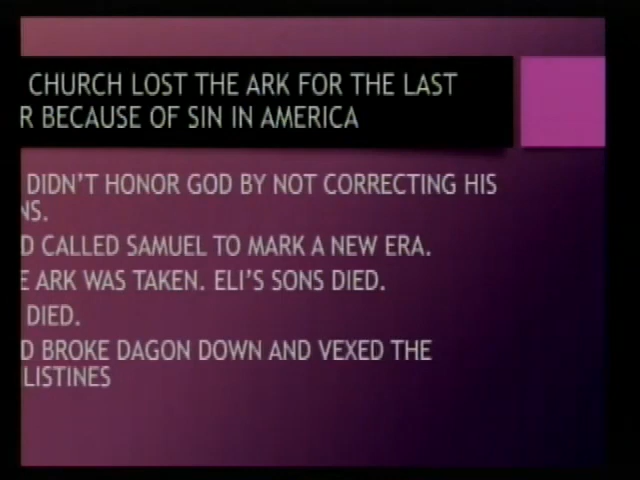 CHURCH LOST THE ARK FOR THE LAST
R BECAUSE OF SIN IN AMERICA
DIDN'T HONOR GOD BY NOT CORRECTING HIS
NS.
D CALLED SAMUEL TO MARK A NEW ERA.
E ARK WAS TAKEN. ELI'S SONS DIED.
DIED.
D BROKE DAGON DOWN AND VEXED THE
LISTINES